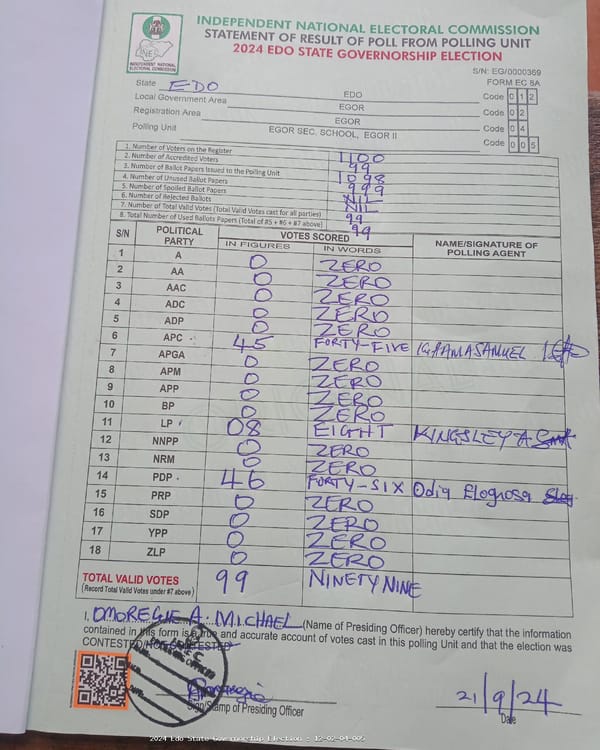 INDEPENDENT NATIONAL ELECTORAL COMMISSION
STATEMENT OF RESULT OF POLL FROM POLLING UNIT
2024 EDO STATE GOVERNORSHIP ELECTION
INEC
INDEPENDENT NATIONAL ELECTORAL COMMISSION
S/N: EG/0000369
FORM EC 8A
State EDO EDO Code 0 1 2
Local Government Area EGOR Code 0 2
Registration Area EGOR Code 0 4
Polling Unit EGOR SEC. SCHOOL, EGOR II Code 0 0 5
1. Number of Voters on the Register 1100
2. Number of Accredited Voters 99
3. Number of Ballot Papers Issued to the Polling Unit 1098
4. Number of Unused Ballot Papers 999
5. Number of Spoiled Ballot Papers NIL
6. Number of Rejected Ballots NIL
7. Number of Total Valid Votes (Total Valid Votes cast for all parties) 99
8. Total Number of Used Ballots Papers (Total of #5 + #6 + #7 above) 99
S/N POLITICAL PARTY VOTES SCORED NAME/SIGNATURE OF POLLING AGENT
IN FIGURES IN WORDS
1 A 0 ZERO
2 AA 0 ZERO
3 AAC 0 ZERO
4 ADC 0 ZERO
5 ADP 0 ZERO
6 APC 45 FORTY-FIVE
7 APGA 0 ZERO
8 APM 0 ZERO
9 APP 0 ZERO
10 BP 0 ZERO
11 LP 08 EIGHT KINGSLEY A
12 NNPP 0 ZERO
13 NRM 0 ZERO
14 PDP 46 FORTY-SIX Odia
15 PRP 0 ZERO
16 SDP 0 ZERO
17 YPP 0 ZERO
18 ZLP 0 ZERO
TOTAL VALID VOTES 99 NINETY NINE
(Record Total Valid Votes under #7 above)
I, OMOREGIE A. MICHAEL (Name of Presiding Officer) hereby certify that the information
contained in this form is a true and accurate account of votes cast in this polling Unit and that the election was
CONTESTED/NOT CONTESTED
Sign/Stamp of Presiding Officer
21/9/24
Date
2024 Edo State Governorship Election - 12-02-04-005